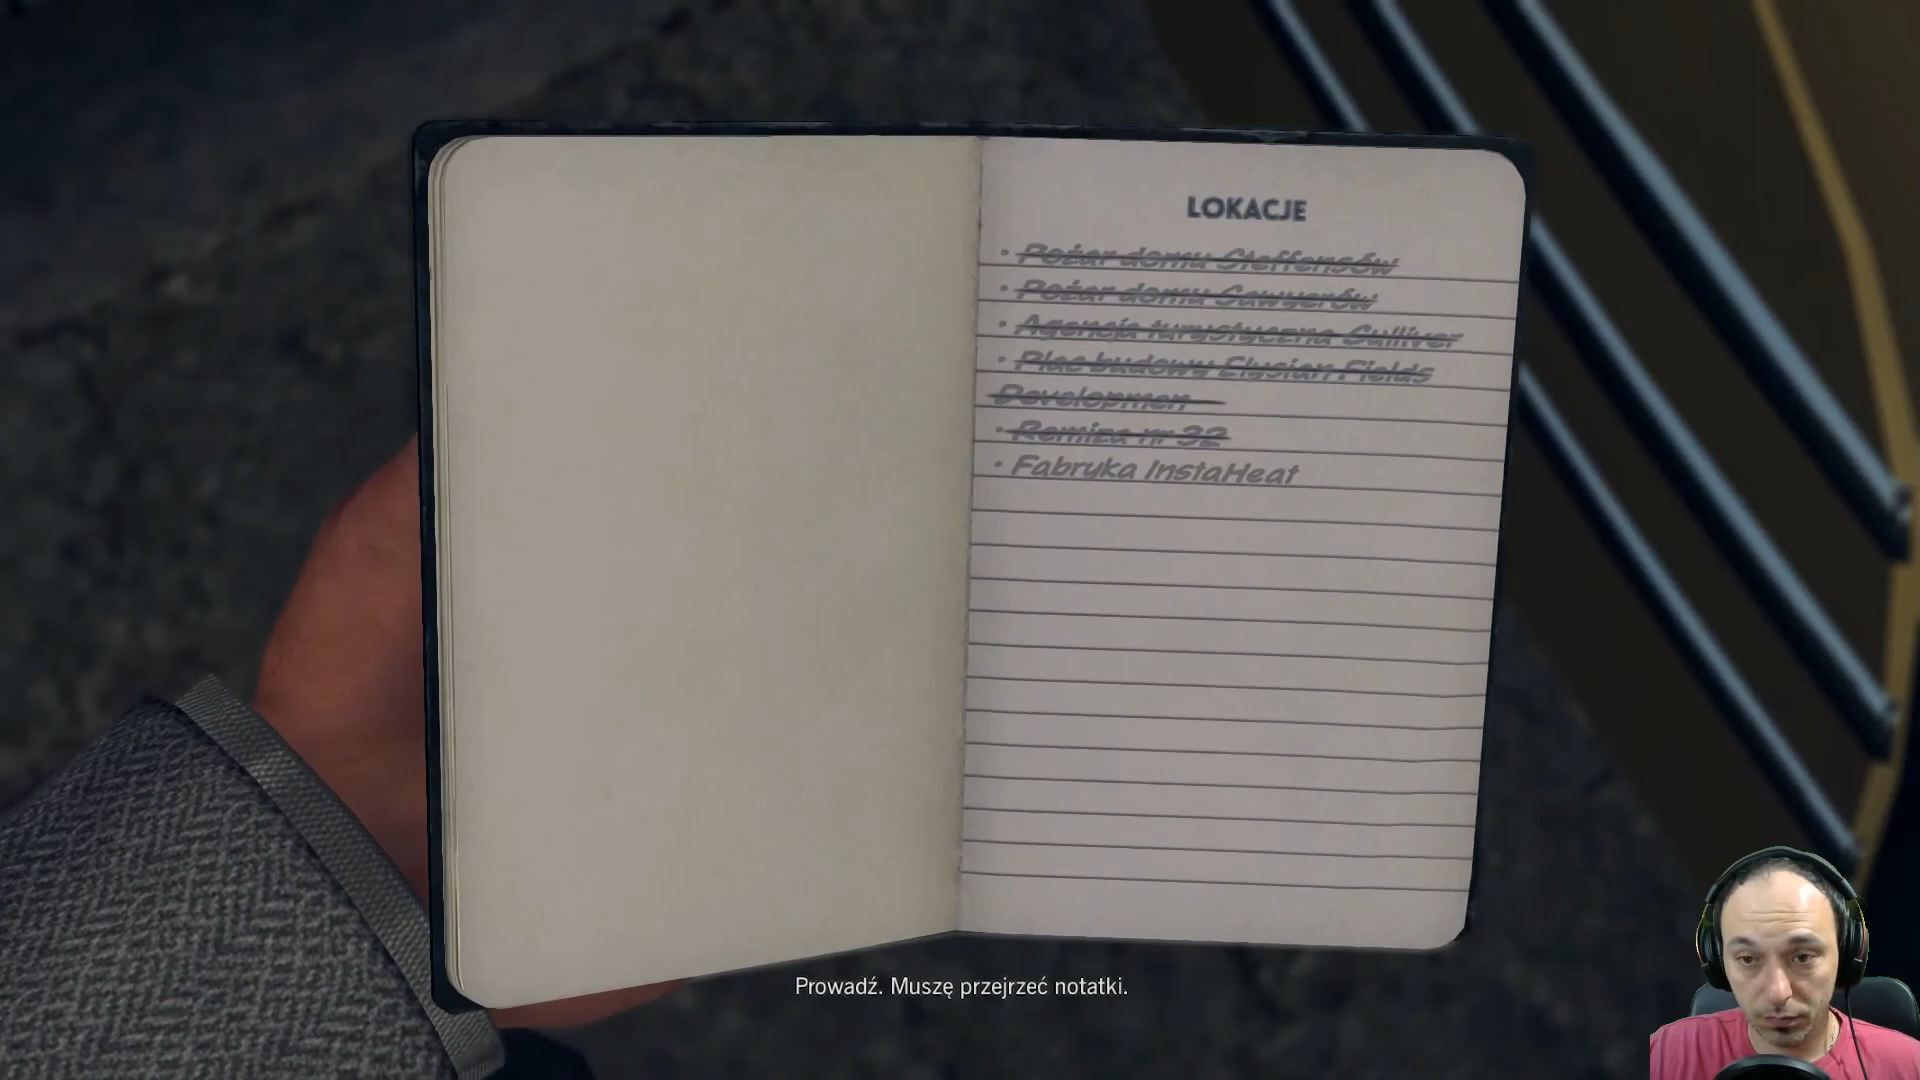 LOKACJE
• Pożar domu Steffensów
• Pożar domu Sawyerów
• Agencja turystyczna Gulliver
• Plac budowy Elysian Fields
Developmen
• Remiza nr 32
• Fabryka InstaHeat
Prowadź. Muszę przejrzeć notatki.